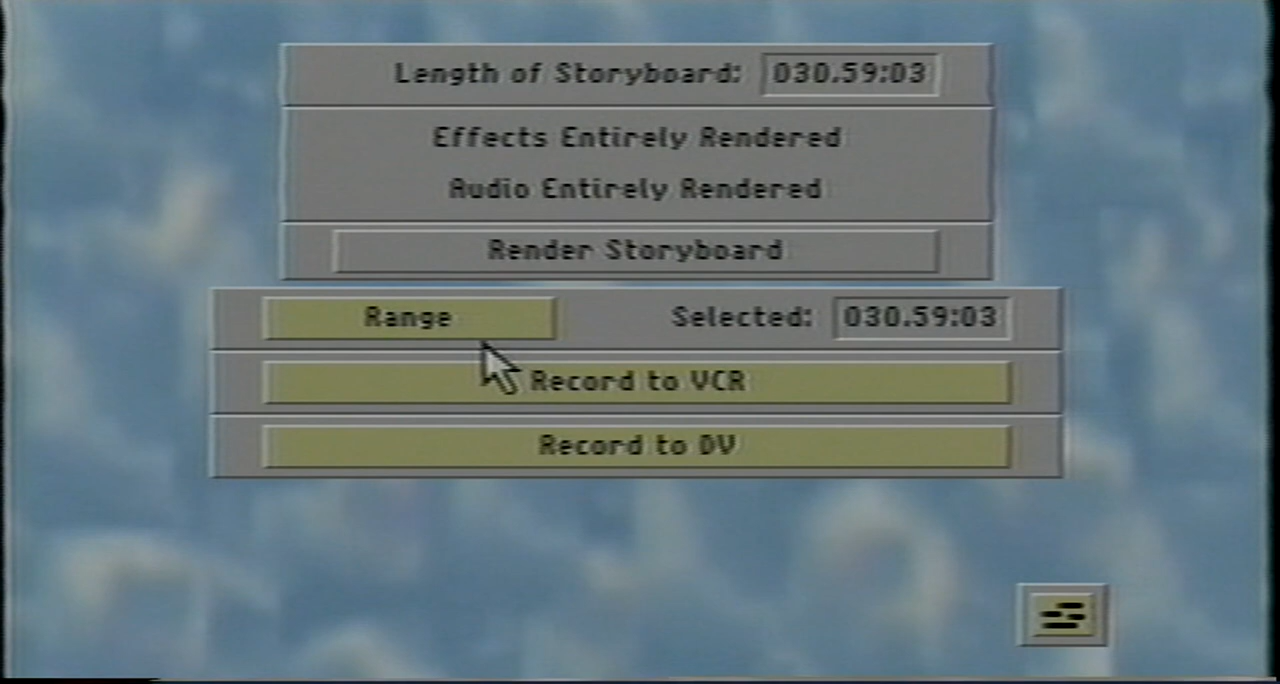 Length of Storyboard: 030.59:03
Effects Entirely Rendered
Audio Entirely Rendered
Render Storyboard
Range Selected: 030.59:03
Record to VCR
Record to DV